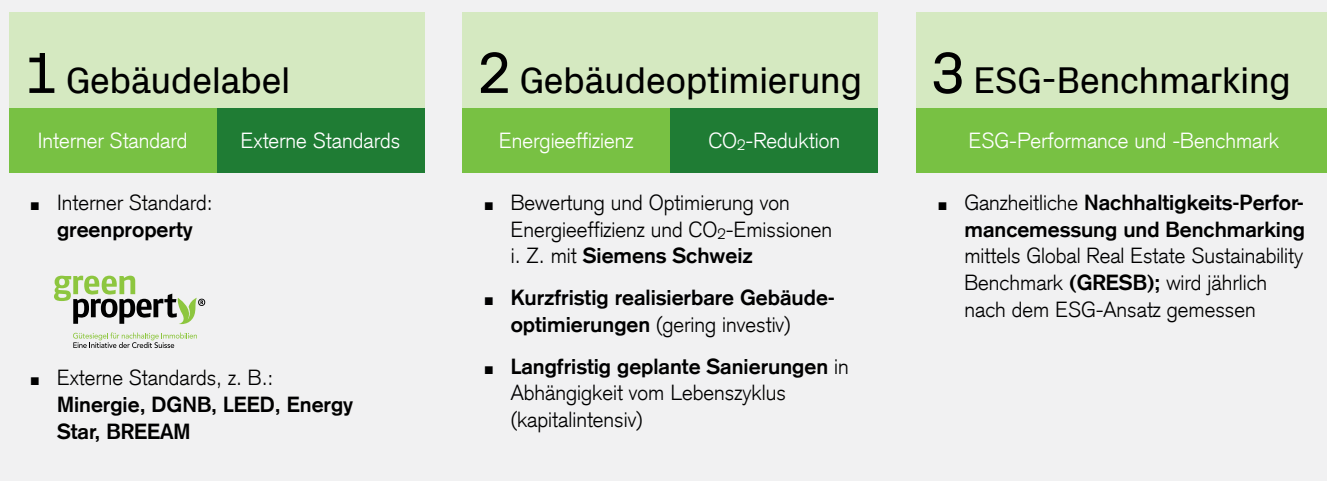 1 Gebäudelabel
Interner Standard
Externe Standards
▪ Interner Standard:
greenproperty
green
property®
Gütesiegel für nachhaltige Immobilien
Eine Initiative der Credit Suisse
▪ Externe Standards, z. B.:
Minergie, DGNB, LEED, Energy
Star, BREEAM
2 Gebäudeoptimierung
Energieeffizienz
CO₂-Reduktion
▪ Bewertung und Optimierung von
Energieeffizienz und CO₂-Emissionen
i. Z. mit Siemens Schweiz
▪ Kurzfristig realisierbare Gebäude-
optimierungen (gering investiv)
▪ Langfristig geplante Sanierungen in
Abhängigkeit vom Lebenszyklus
(kapitalintensiv)
3 ESG-Benchmarking
ESG-Performance und -Benchmark
▪ Ganzheitliche Nachhaltigkeits-Perfor-
mancemessung und Benchmarking
mittels Global Real Estate Sustainability
Benchmark (GRESB); wird jährlich
nach dem ESG-Ansatz gemessen